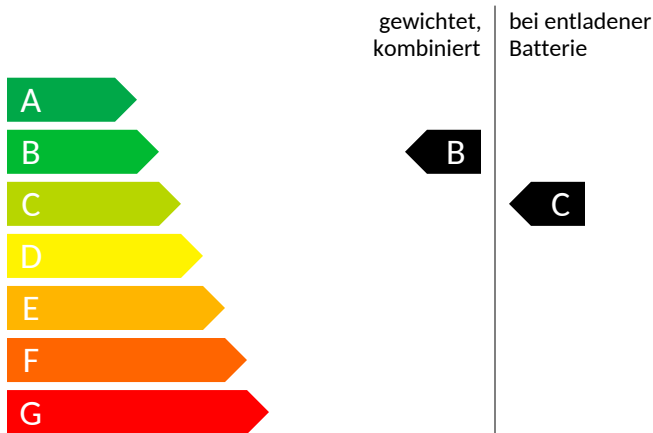 gewichtet,
kombiniert
bei entladener
Batterie
A
B
B
C
C
D
E
F
G